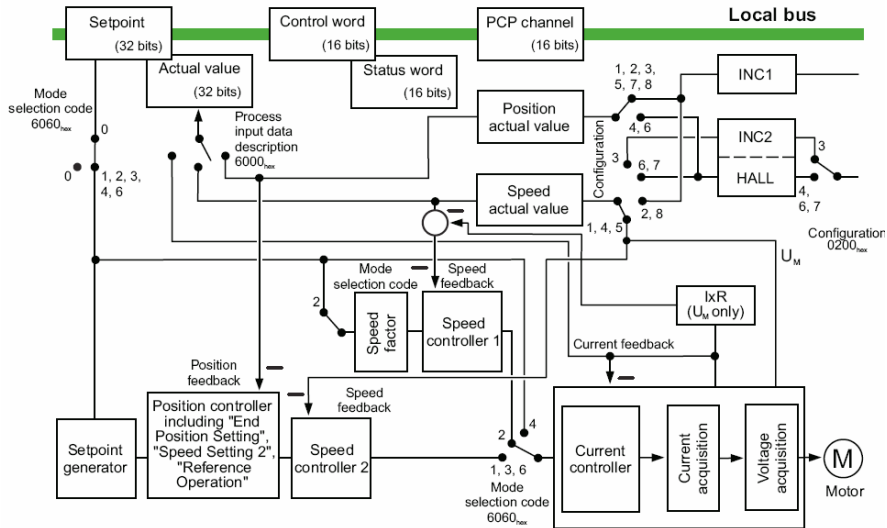 Local bus
Setpoint
(32 bits)
Control word
(16 bits)
PCP channel
(16 bits)
Actual value
(32 bits)
Status word
(16 bits)
Mode
selection code
6060hex
0
0
1, 2, 3,
4, 6
Process
input data
description
6000hex
Position
actual value
Speed
actual value
1, 2, 3,
5, 7, 8
4, 6
Configuration
3
6, 7
2, 8
1, 4, 5
INC1
INC2
HALL
3
4,
6, 7
Configuration
0200hex
UM
IxR
(UM only)
Mode
selection code
Speed
feedback
2
Speed
factor
Speed
controller 1
Current feedback
Position
feedback
Speed
feedback
Setpoint
generator
Position controller
including "End
Position Setting",
"Speed Setting 2",
"Reference
Operation"
Speed
controller 2
2
4
1, 3, 6
Mode
selection code
6060hex
Current
controller
Current
acquisition
Voltage
acquisition
M
Motor